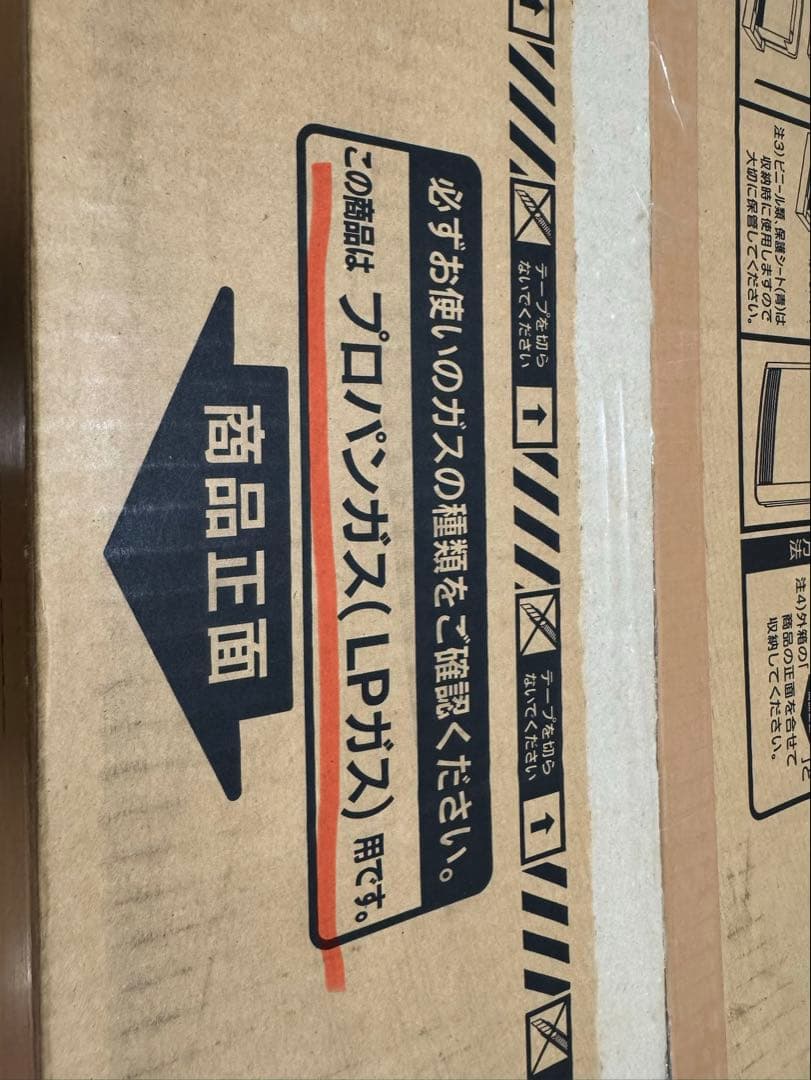 注3)ビニール類、保護シート(青)は
収納時に使用しますので
大切に保管してください。
注4)外箱の「
商品の正面を合せて
収納してください。
テープを切ら
ないでください
テープを切ら
ないでください
必ずお使いのガスの種類をご確認ください。
この商品は プロパンガス(LPガス)用です。
商品正面